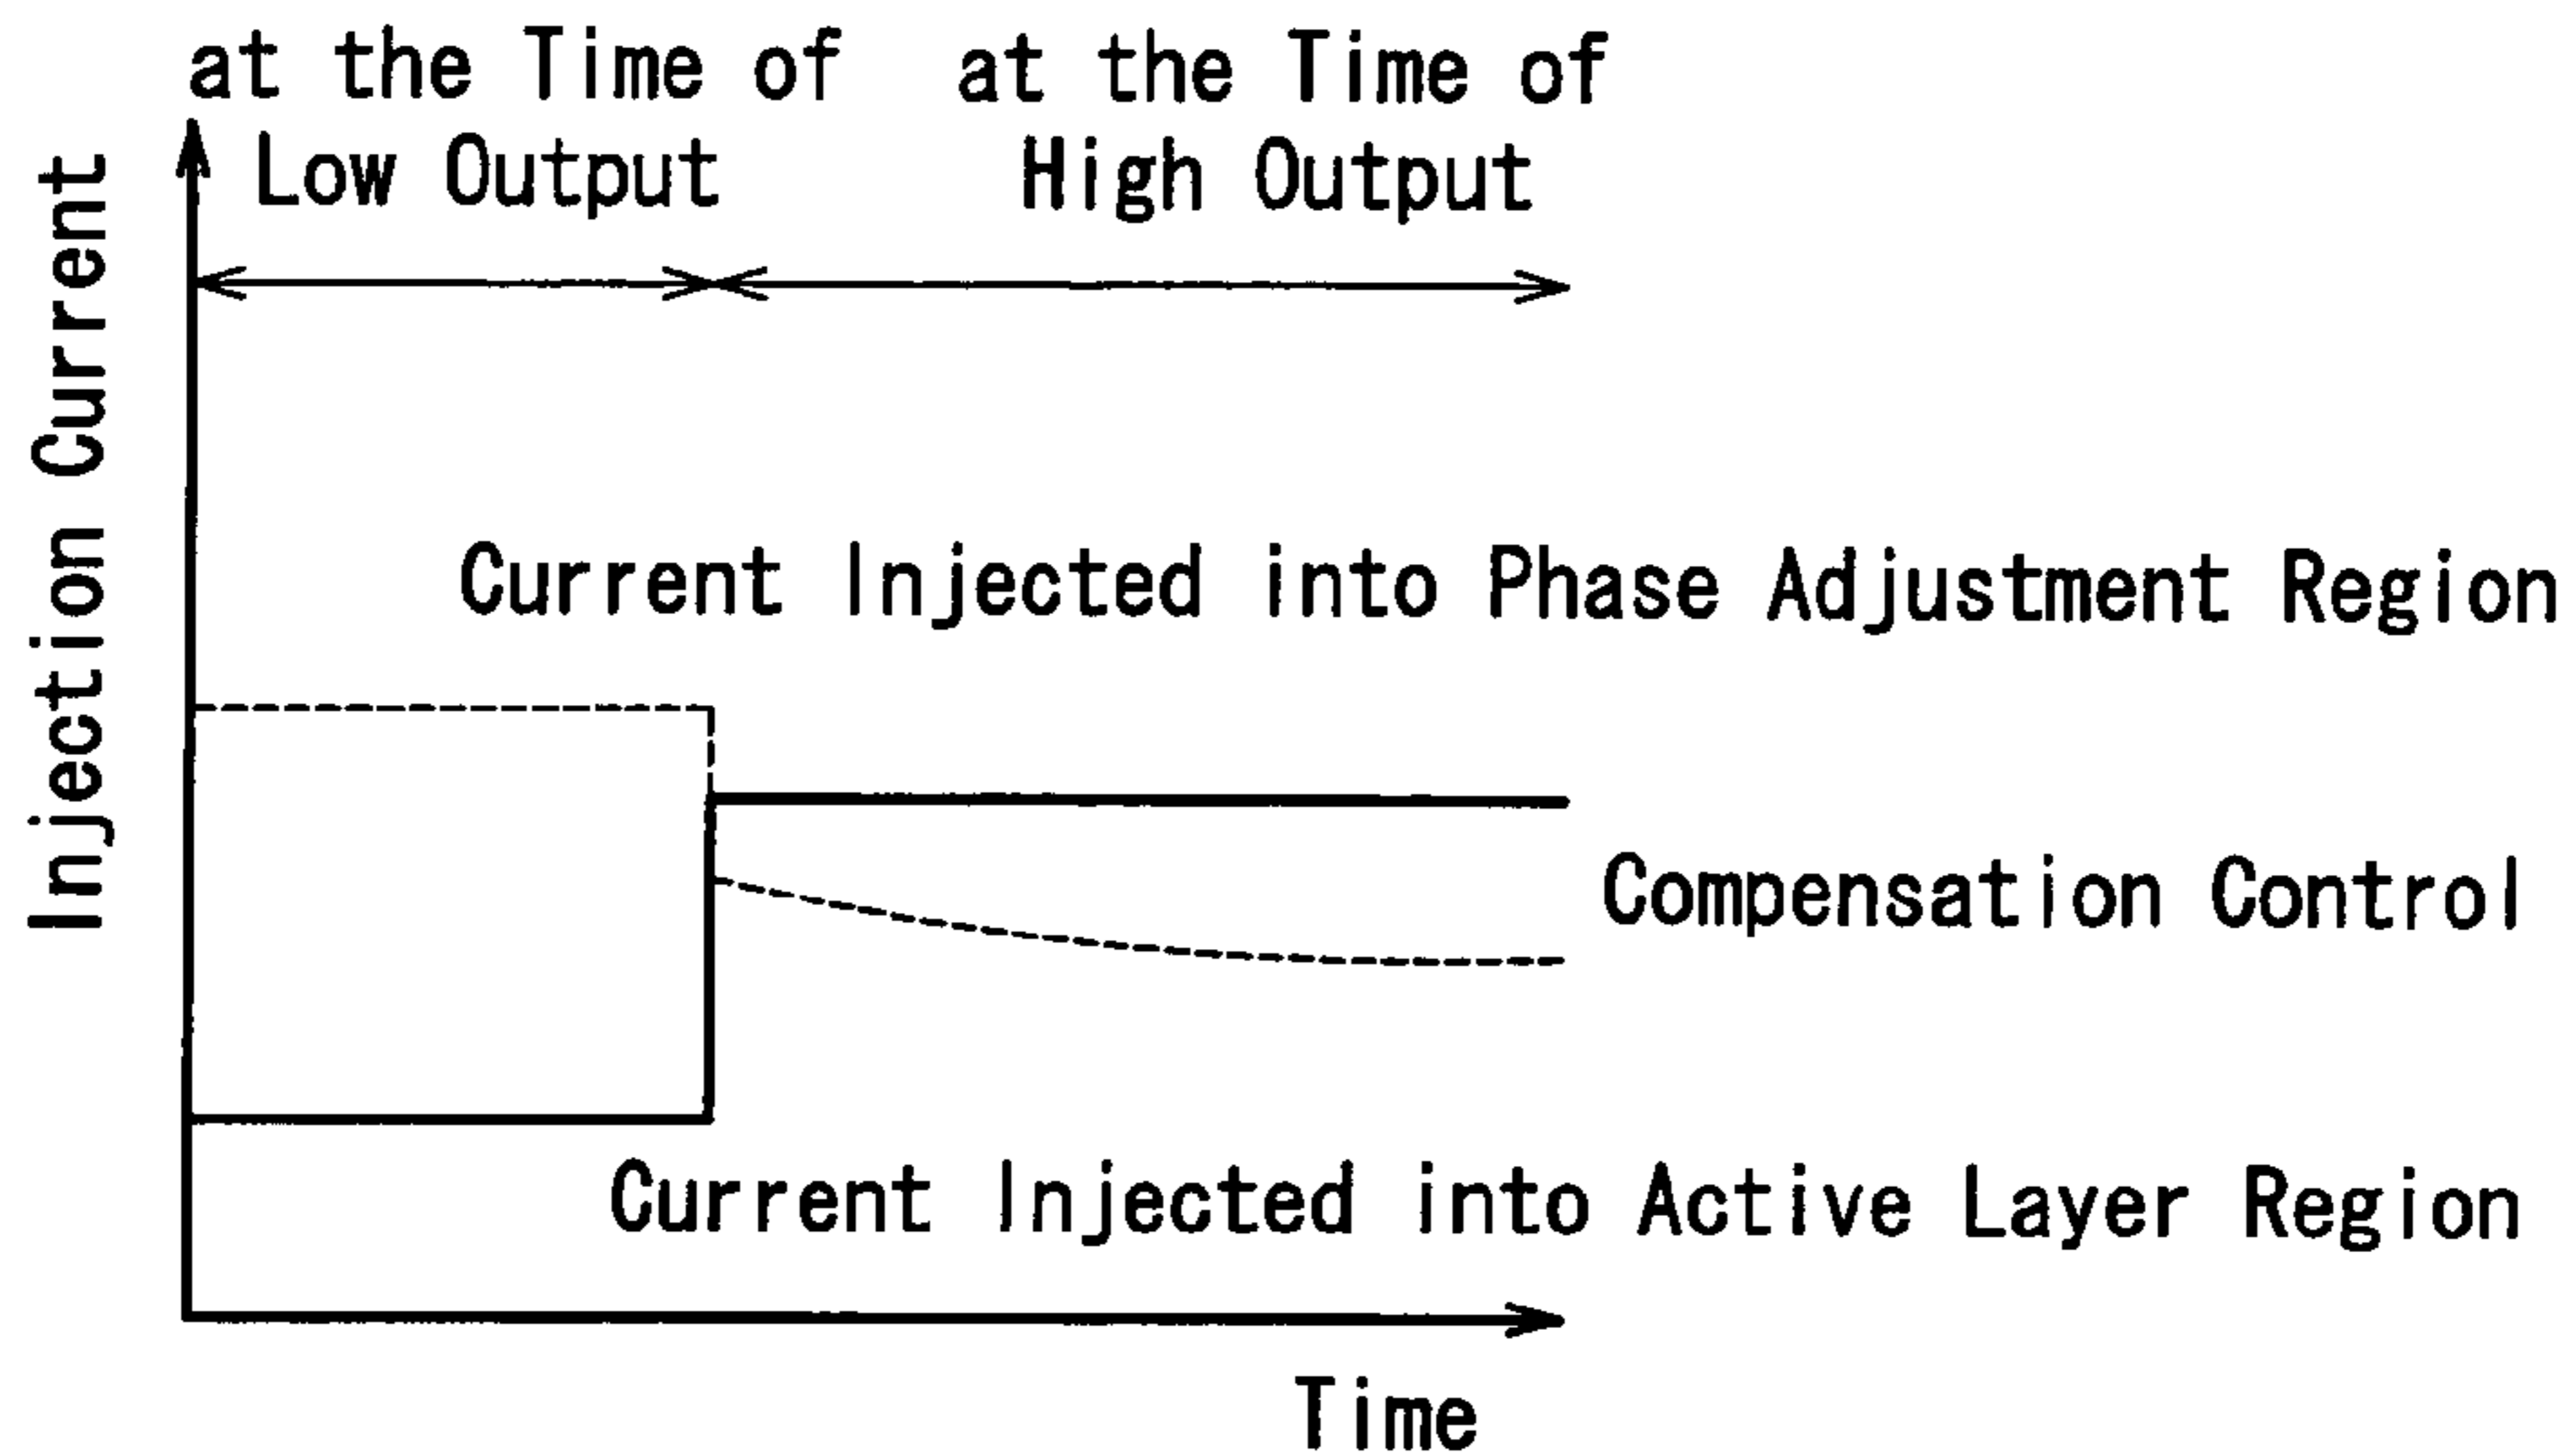 at the Time of
Low Output
at the Time of
High Output
Injection Current
Current Injected into Phase Adjustment Region
Compensation Control
Current Injected into Active Layer Region
Time